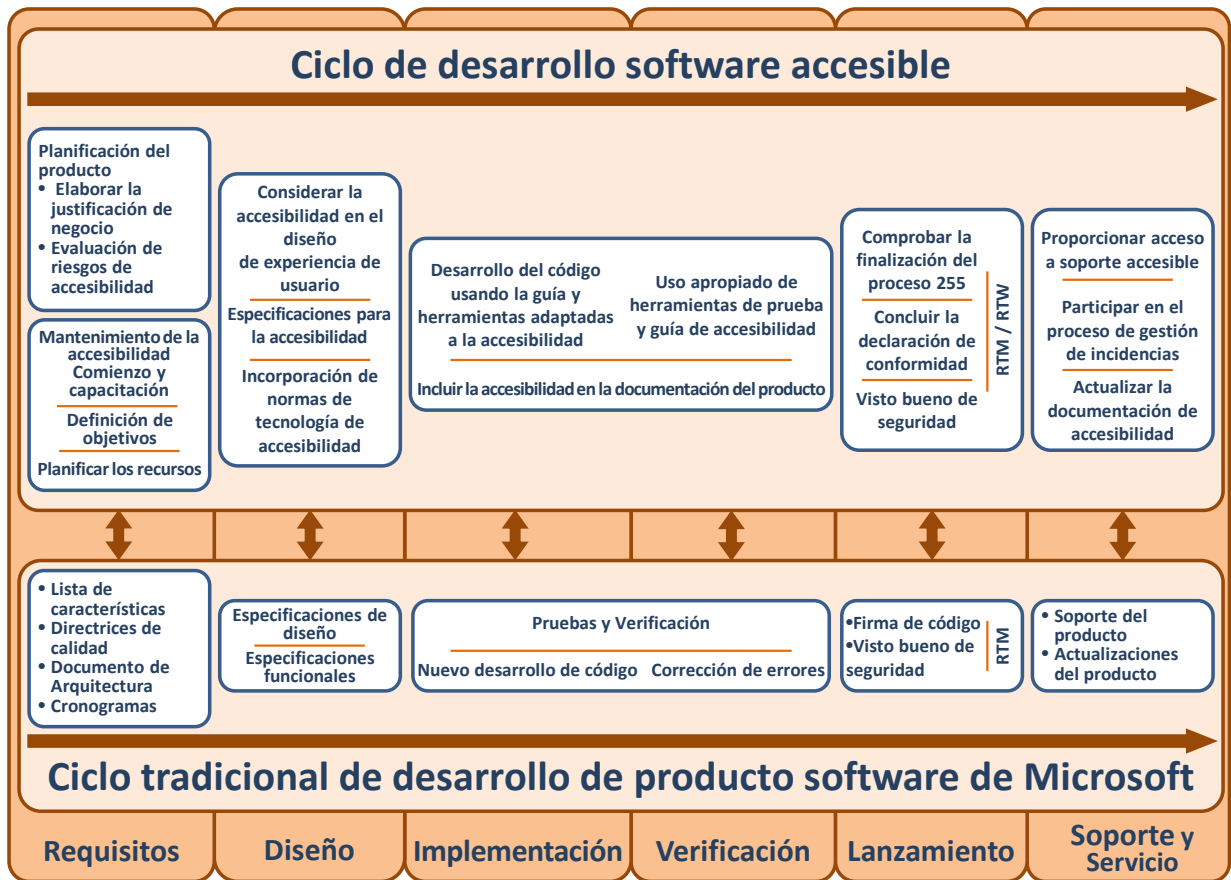 Ciclo de desarrollo software accesible
Planificación del
producto
• Elaborar la
justificación de
negocio
• Evaluación de
riesgos de
accesibilidad
Mantenimiento de la
accesibilidad
Comienzo y
capacitación
Definición de
objetivos
Planificar los recursos
Considerar la
accesibilidad en el
diseño
de experiencia de
usuario
Especificaciones para
la accesibilidad
Incorporación de
normas de
tecnología de
accesibilidad
Desarrollo del código
usando la guía y
herramientas adaptadas
a la accesibilidad
Uso apropiado de
herramientas de prueba
y guía de accesibilidad
Incluir la accesibilidad en la documentación del producto
Comprobar la
finalización del
proceso 255
Concluir la
declaración de
conformidad
Visto bueno de
seguridad
RTM / RTW
Proporcionar acceso
a soporte accesible
Participar en el
proceso de gestión
de incidencias
Actualizar la
documentación de
accesibilidad
• Lista de
características
• Directrices de
calidad
• Documento de
Arquitectura
• Cronogramas
Especificaciones de
diseño
Especificaciones
funcionales
Pruebas y Verificación
Nuevo desarrollo de código
Corrección de errores
•Firma de código
•Visto bueno de
seguridad
RTM
• Soporte del
producto
• Actualizaciones
del producto
Ciclo tradicional de desarrollo de producto software de Microsoft
Requisitos
Diseño
Implementación
Verificación
Lanzamiento
Soporte y
Servicio